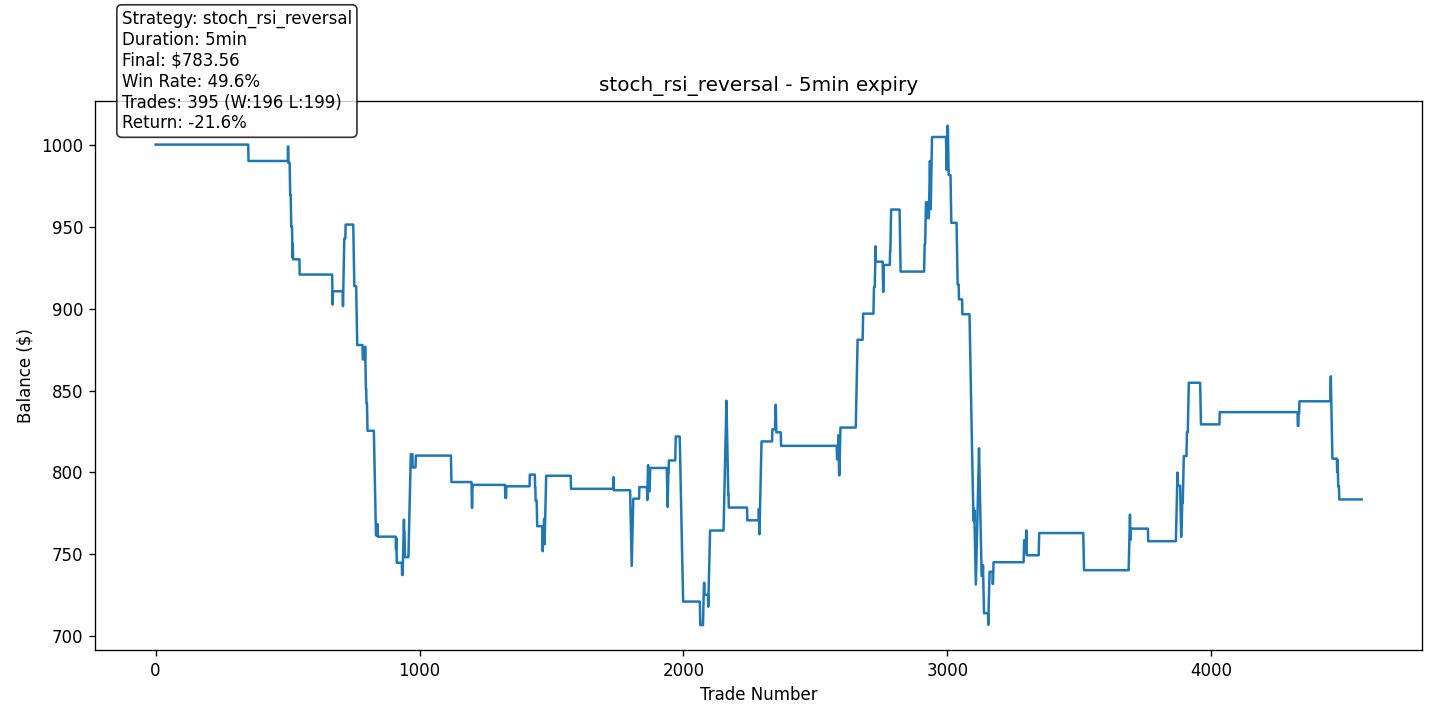 Strategy: stoch_rsi_reversal
Duration: 5min
Final: $783.56
Win Rate: 49.6%
Trades: 395 (W:196 L:199)
Return: -21.6%
stoch_rsi_reversal - 5min expiry
Balance ($)
1000
950
900
850
800
750
700
0 1000 2000 3000 4000
Trade Number